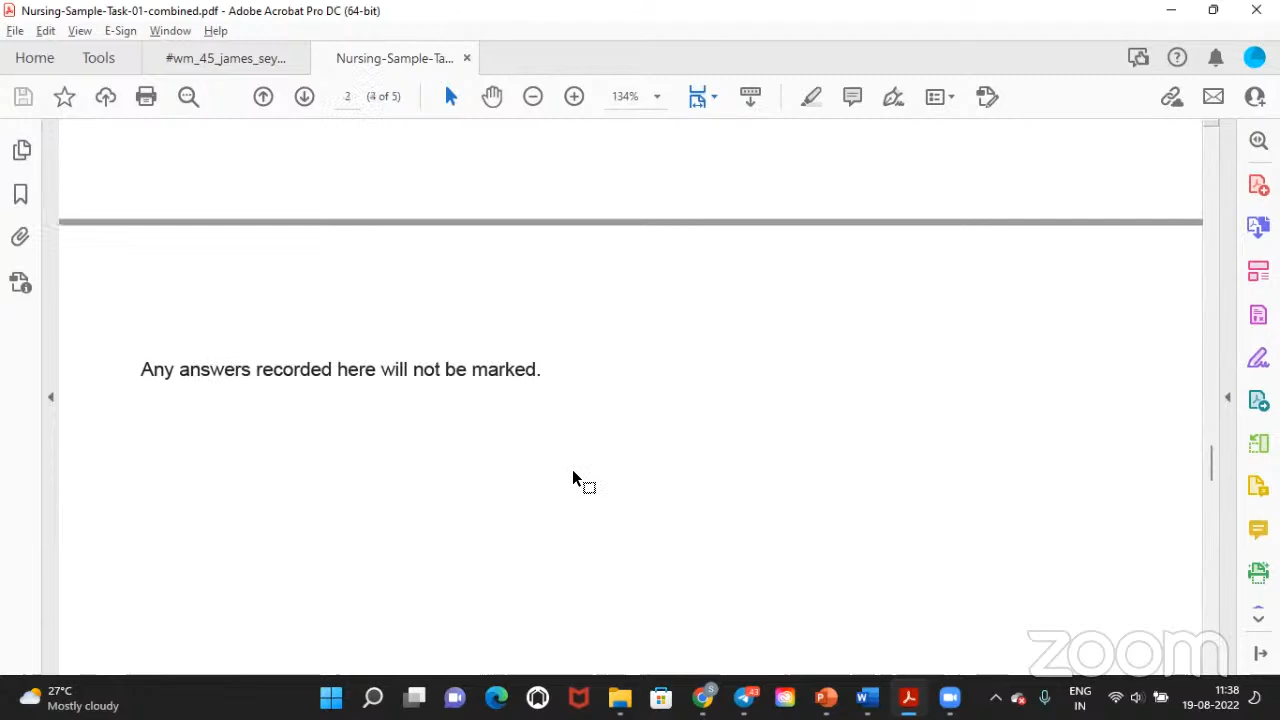 Nursing-Sample-Task-01-combined.pdf - Adobe Acrobat Pro DC (64-bit)
File Edit View E-Sign Window Help
Home Tools #wm_45_james_sey... Nursing-Sample-Ta... ×
2 (4 of 5) 134%
Any answers recorded here will not be marked.
zoom
27°C
Mostly cloudy
S
43
ENG
IN
11:38
19-08-2022